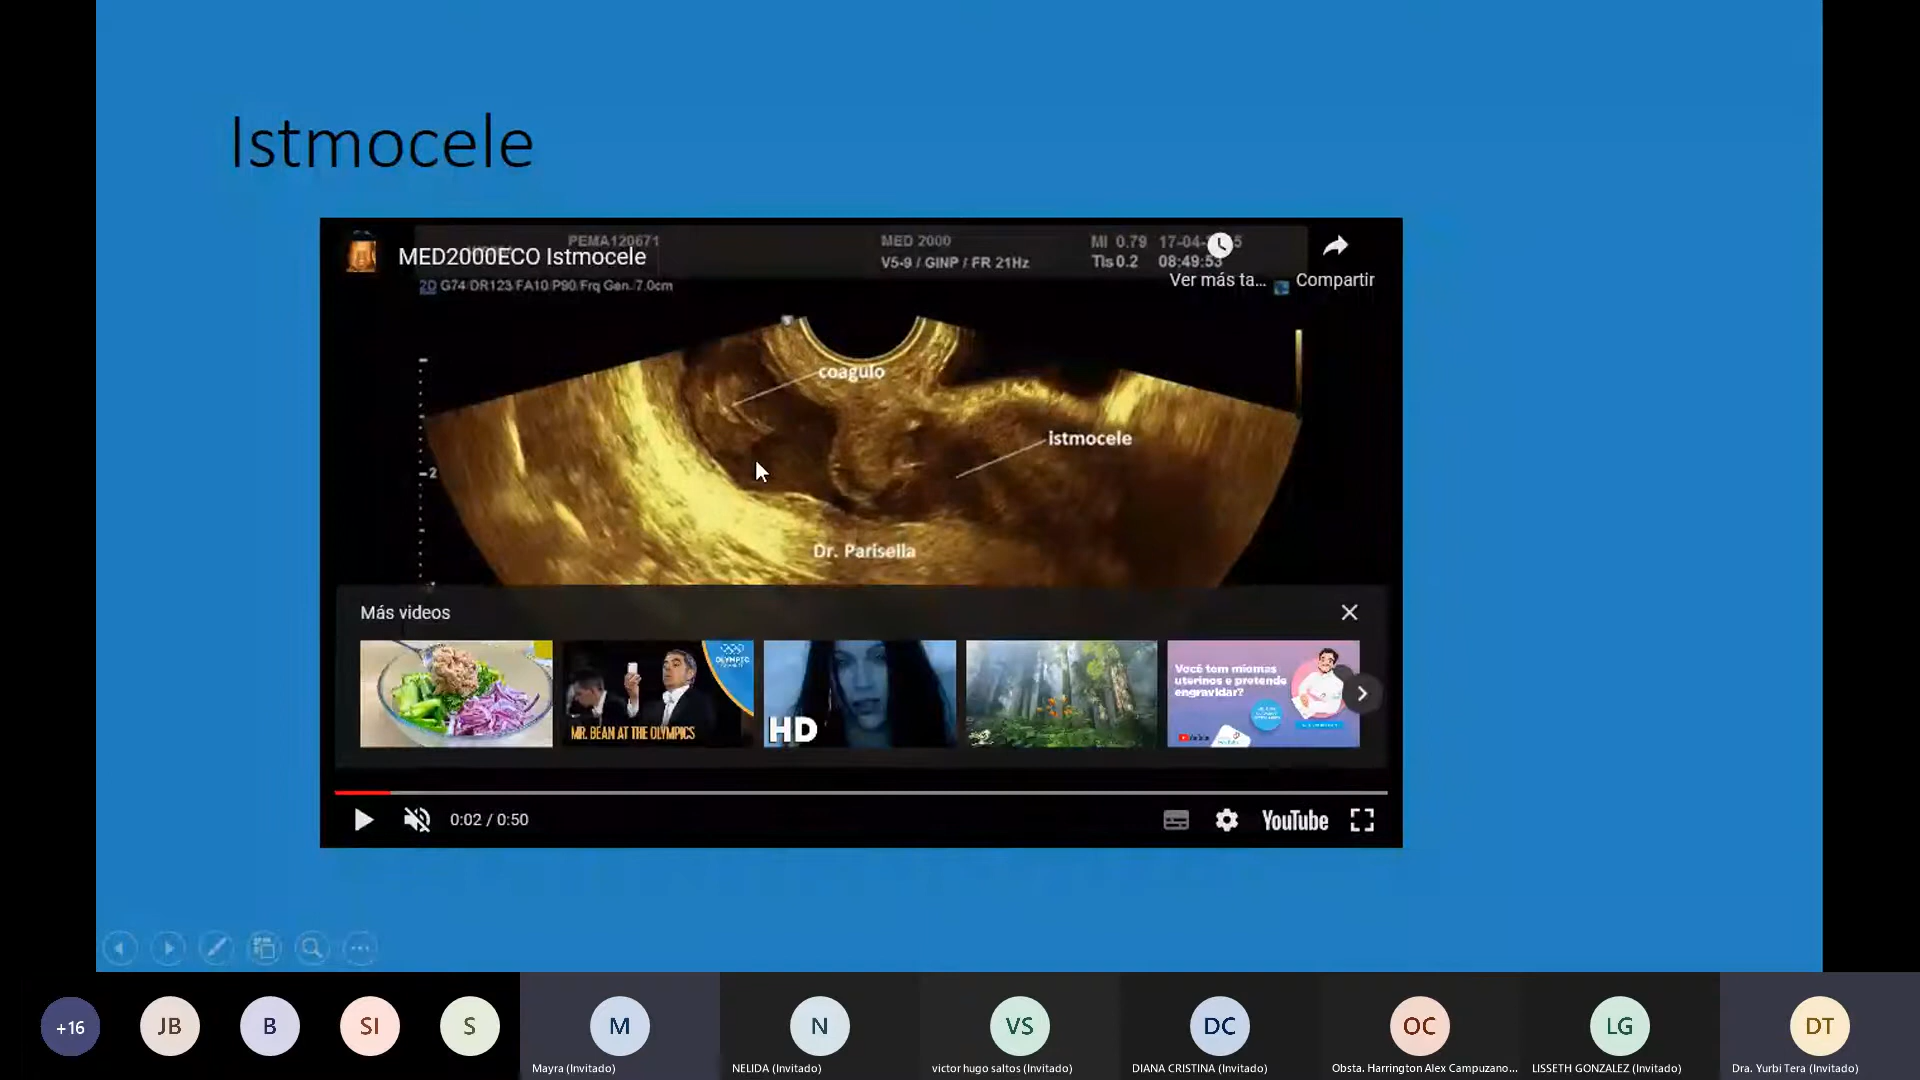 Istmocele
PEMA120671
MED2000ECO Istmocele
MED 2000
V5-9 / GINP / FR 21Hz
MI 0.79
TIs 0.2
08:49:53
Ver más ta...
Compartir
2D G74/DR123/FA10/P90/Frq Gen./7.0cm
coagulo
istmocele
2
Dr. Parisella
Más videos
OLYMPIC
MR. BEAN AT THE OLYMPICS
HD
Você tem miomas
uterinos e pretende
engravidar?
0:02 / 0:50
YouTube
+16
JB
B
SI
S
M
N
VS
DC
OC
LG
DT
Mayra (Invitado)
NELIDA (Invitado)
victor hugo saltos (Invitado)
DIANA CRISTINA (Invitado)
Obsta. Harrington Alex Campuzano...
LISSETH GONZALEZ (Invitado)
Dra. Yurbi Tera (Invitado)